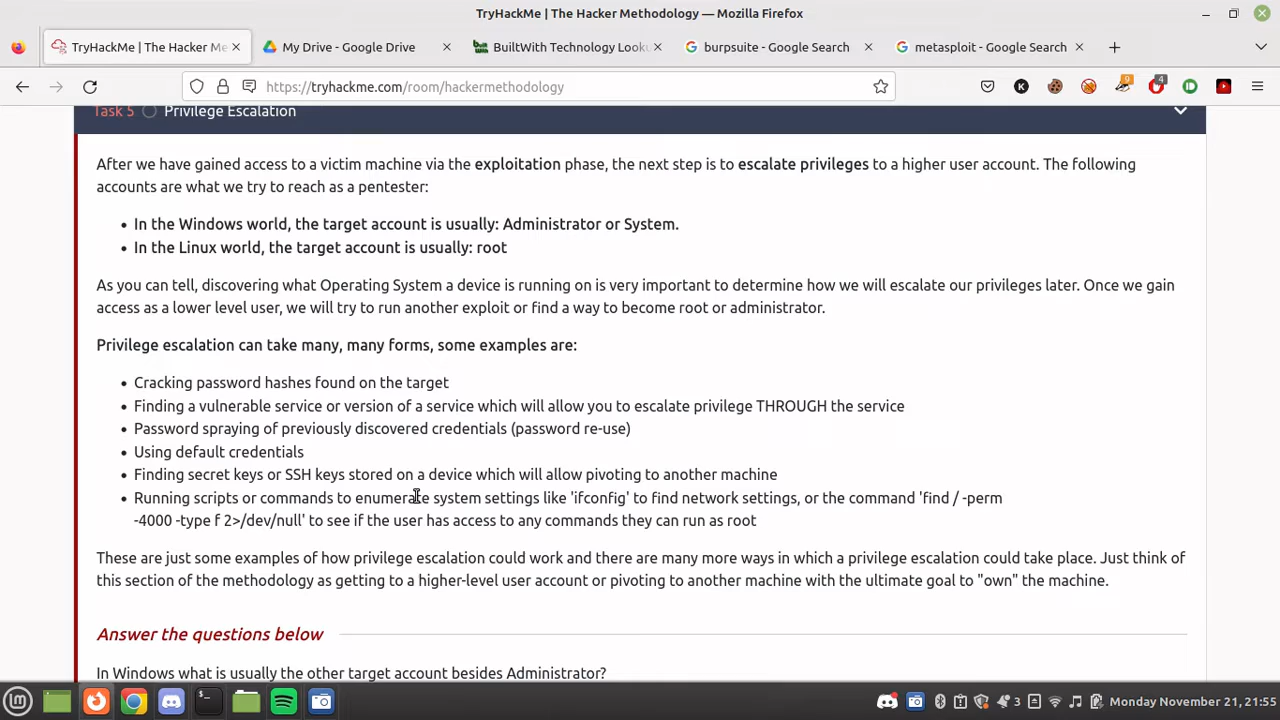 TryHackMe | The Hacker Methodology — Mozilla Firefox
TryHackMe | The Hacker Me
My Drive - Google Drive
BuiltWith Technology Looku
burpsuite - Google Search
metasploit - Google Search
https://tryhackme.com/room/hackermethodology
9
4
Task 5 Privilege Escalation
After we have gained access to a victim machine via the exploitation phase, the next step is to escalate privileges to a higher user account. The following
accounts are what we try to reach as a pentester:
• In the Windows world, the target account is usually: Administrator or System.
• In the Linux world, the target account is usually: root
As you can tell, discovering what Operating System a device is running on is very important to determine how we will escalate our privileges later. Once we gain
access as a lower level user, we will try to run another exploit or find a way to become root or administrator.
Privilege escalation can take many, many forms, some examples are:
• Cracking password hashes found on the target
• Finding a vulnerable service or version of a service which will allow you to escalate privilege THROUGH the service
• Password spraying of previously discovered credentials (password re-use)
• Using default credentials
• Finding secret keys or SSH keys stored on a device which will allow pivoting to another machine
• Running scripts or commands to enumerate system settings like 'ifconfig' to find network settings, or the command 'find / -perm
-4000 -type f 2>/dev/null' to see if the user has access to any commands they can run as root
These are just some examples of how privilege escalation could work and there are many more ways in which a privilege escalation could take place. Just think of
this section of the methodology as getting to a higher-level user account or pivoting to another machine with the ultimate goal to "own" the machine.
Answer the questions below
In Windows what is usually the other target account besides Administrator?
3
Monday November 21, 21:55